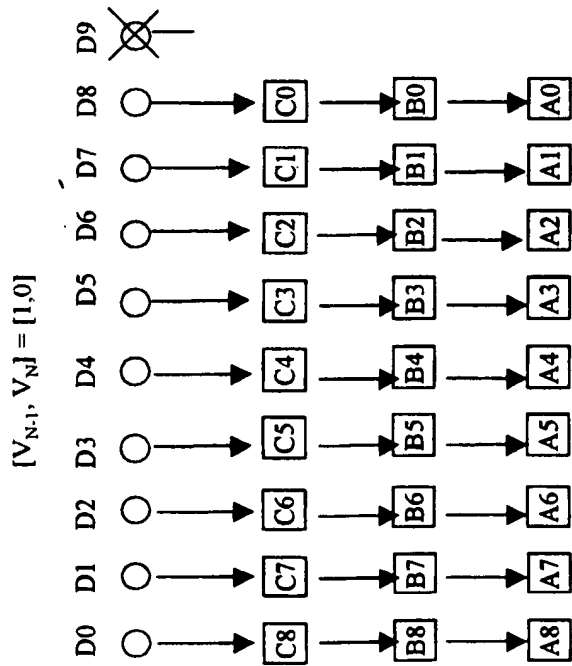 [V_{N-1}, V_N] = [1,0]
D0 D1 D2 D3 D4 D5 D6 D7 D8 D9
C8 C7 C6 C5 C4 C3 C2 C1 C0
B8 B7 B6 B5 B4 B3 B2 B1 B0
A8 A7 A6 A5 A4 A3 A2 A1 A0